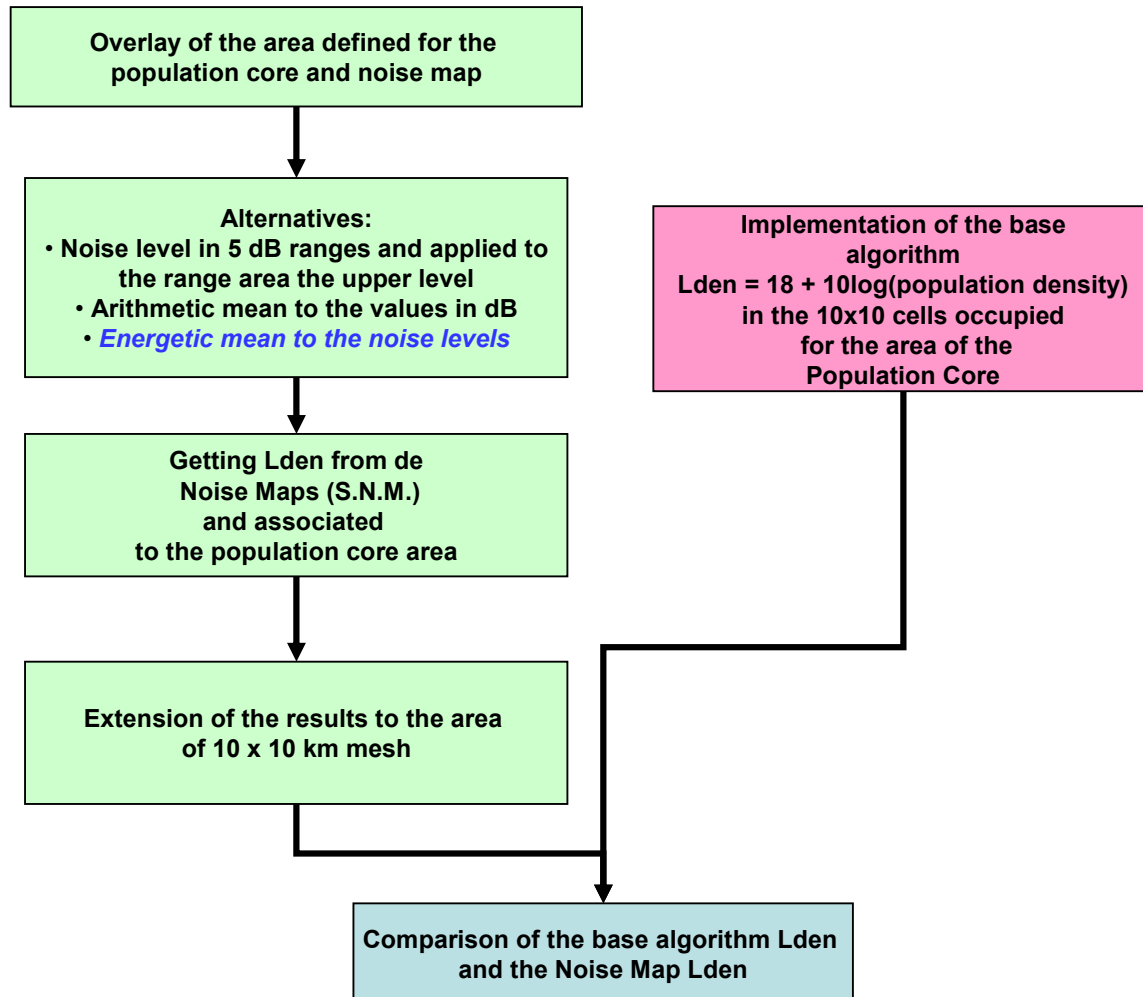 Overlay of the area defined for the
population core and noise map
Alternatives:
• Noise level in 5 dB ranges and applied to
the range area the upper level
• Arithmetic mean to the values in dB
• Energetic mean to the noise levels
Implementation of the base
algorithm
Lden = 18 + 10log(population density)
in the 10x10 cells occupied
for the area of the
Population Core
Getting Lden from de
Noise Maps (S.N.M.)
and associated
to the population core area
Extension of the results to the area
of 10 x 10 km mesh
Comparison of the base algorithm Lden
and the Noise Map Lden